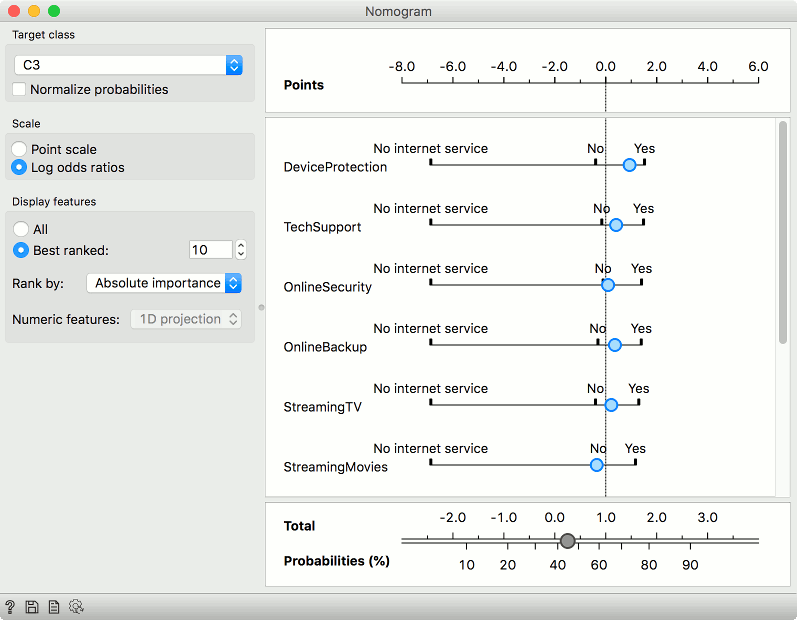 Nomogram
Target class
C3
Normalize probabilities
Scale
Point scale
Log odds ratios
Display features
All
Best ranked: 10
Rank by: Absolute importance
Numeric features: 1D projection
-8.0 -6.0 -4.0 -2.0 0.0 2.0 4.0 6.0
Points
No internet service No Yes
DeviceProtection
No internet service No Yes
TechSupport
No internet service No Yes
OnlineSecurity
No internet service No Yes
OnlineBackup
No internet service No Yes
StreamingTV
No internet service No Yes
StreamingMovies
-2.0 -1.0 0.0 1.0 2.0 3.0
Total
Probabilities (%)
10 20 40 60 80 90
?